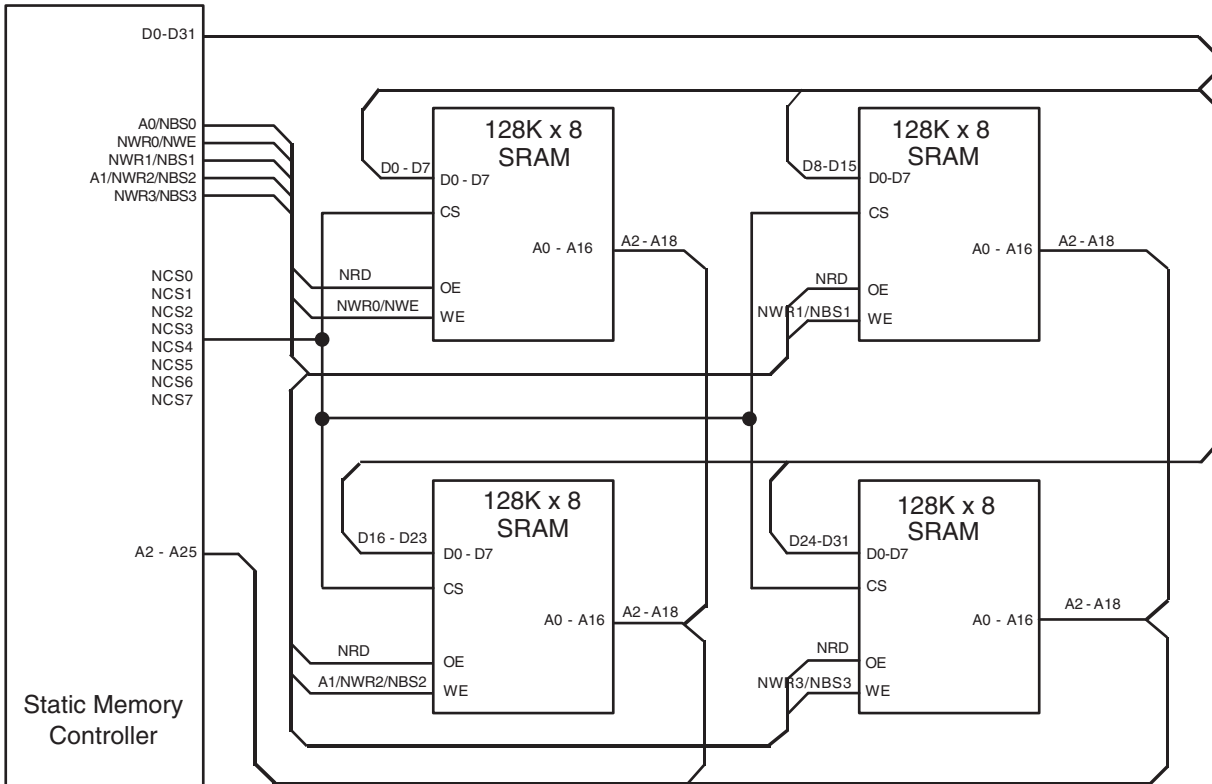 D0-D31
A0/NBS0
NWR0/NWE
NWR1/NBS1
A1/NWR2/NBS2
NWR3/NBS3
NCS0
NCS1
NCS2
NCS3
NCS4
NCS5
NCS6
NCS7
A2 - A25
Static Memory
Controller
128K x 8
SRAM
D0 - D7
D0 - D7
CS
A0 - A16
A2 - A18
NRD
OE
NWR0/NWE
WE
128K x 8
SRAM
D8-D15
D0-D7
CS
A0 - A16
A2 - A18
NRD
OE
NWR1/NBS1
WE
128K x 8
SRAM
D16 - D23
D0 - D7
CS
A0 - A16
A2 - A18
NRD
OE
A1/NWR2/NBS2
WE
128K x 8
SRAM
D24-D31
D0-D7
CS
A0 - A16
A2 - A18
NRD
OE
NWR3/NBS3
WE